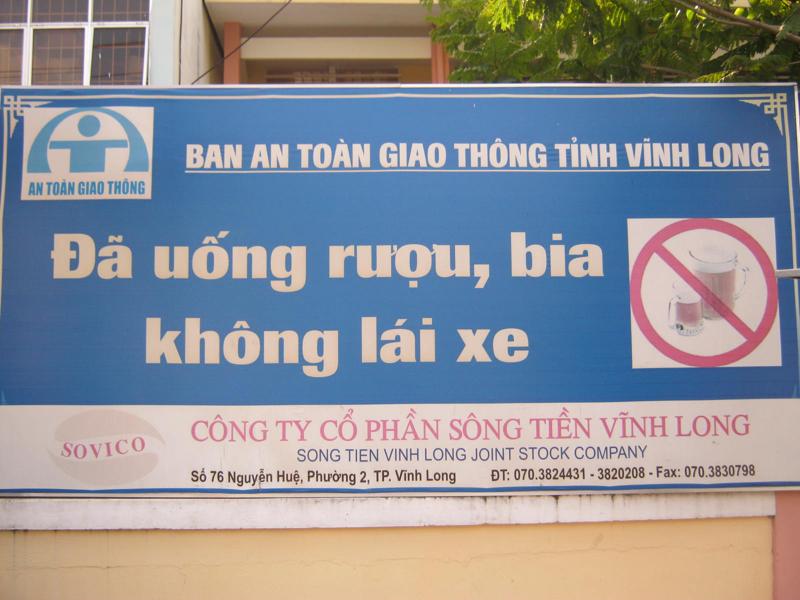 AN TOÀN GIAO THÔNG
BAN AN TOÀN GIAO THÔNG TỈNH VĨNH LONG
Đã uống rượu, bia
không lái xe
SOVICO
CÔNG TY CỔ PHẦN SÔNG TIỀN VĨNH LONG
SONG TIEN VINH LONG JOINT STOCK COMPANY
Số 76 Nguyễn Huệ, Phường 2, TP. Vĩnh Long ĐT: 070.3824431 - 3820208 - Fax: 070.3830798